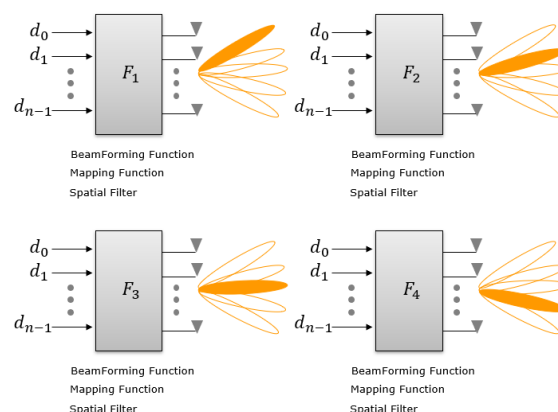 d₀ d₀
d₁ F₁ d₁ F₂
dₙ₋₁ dₙ₋₁
BeamForming Function BeamForming Function
Mapping Function Mapping Function
Spatial Filter Spatial Filter
d₀ d₀
d₁ F₃ d₁ F₄
dₙ₋₁ dₙ₋₁
BeamForming Function BeamForming Function
Mapping Function Mapping Function
Spatial Filter Spatial Filter